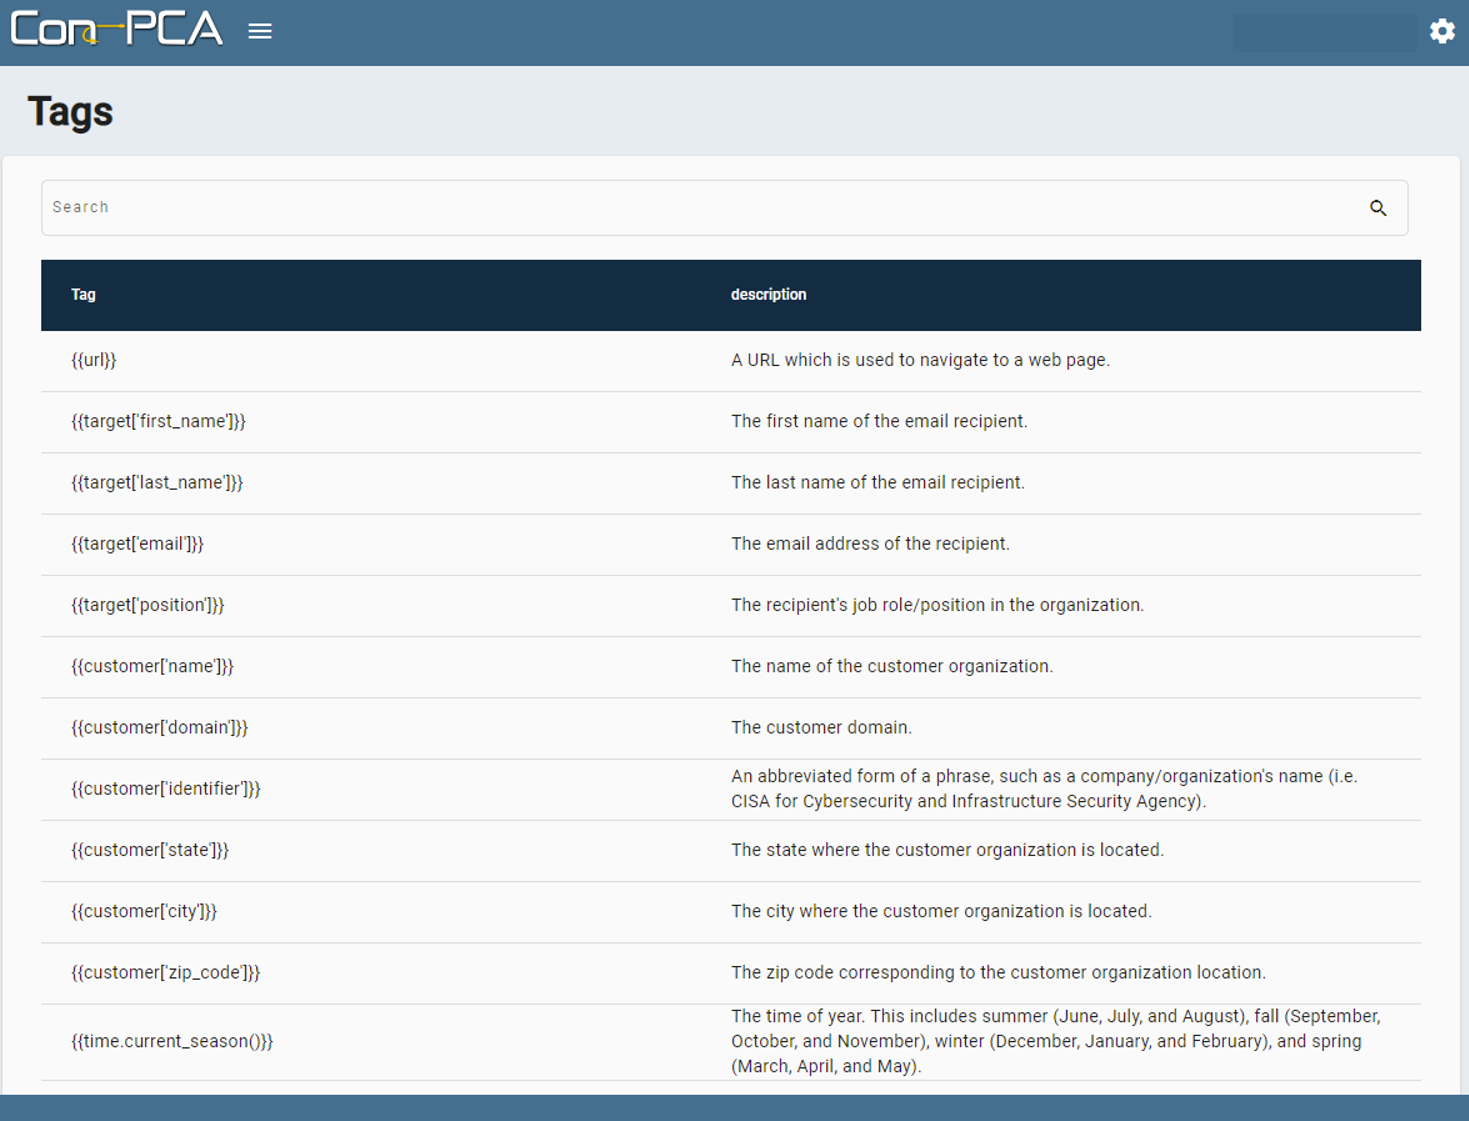 Con-PCA
Tags
Search
Tag description
{{url}} A URL which is used to navigate to a web page.
{{target['first_name']}} The first name of the email recipient.
{{target['last_name']}} The last name of the email recipient.
{{target['email']}} The email address of the recipient.
{{target['position']}} The recipient's job role/position in the organization.
{{customer['name']}} The name of the customer organization.
{{customer['domain']}} The customer domain.
{{customer['identifier']}} An abbreviated form of a phrase, such as a company/organization's name (i.e.
CISA for Cybersecurity and Infrastructure Security Agency).
{{customer['state']}} The state where the customer organization is located.
{{customer['city']}} The city where the customer organization is located.
{{customer['zip_code']}} The zip code corresponding to the customer organization location.
{{time.current_season()}} The time of year. This includes summer (June, July, and August), fall (September,
October, and November), winter (December, January, and February), and spring
(March, April, and May).